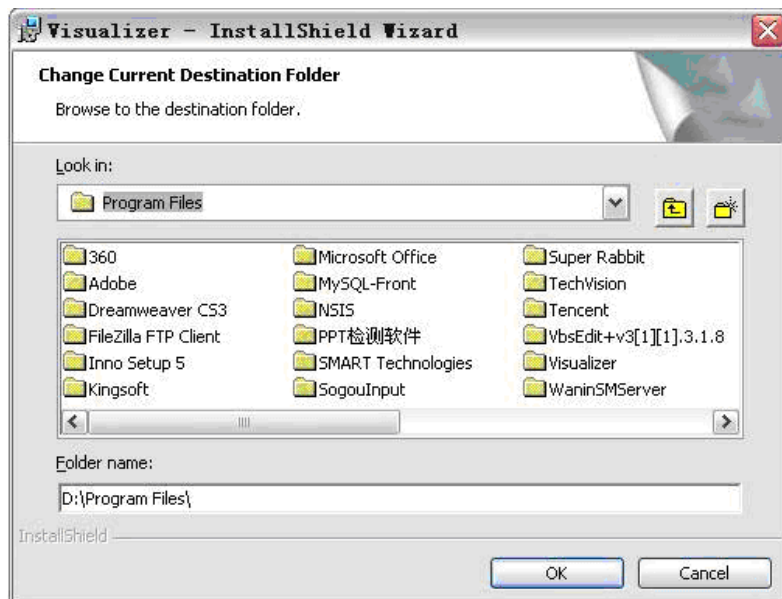 Visualizer - InstallShield Wizard
Change Current Destination Folder
Browse to the destination folder.
Look in:
Program Files
360 Microsoft Office Super Rabbit
Adobe MySQL-Front TechVision
Dreamweaver CS3 NSIS Tencent
FileZilla FTP Client PPT检测软件 VbsEdit+v3[1][1].3.1.8
Inno Setup 5 SMART Technologies Visualizer
Kingsoft SogouInput WaninSMServer
Folder name:
D:\Program Files\
InstallShield
OK Cancel